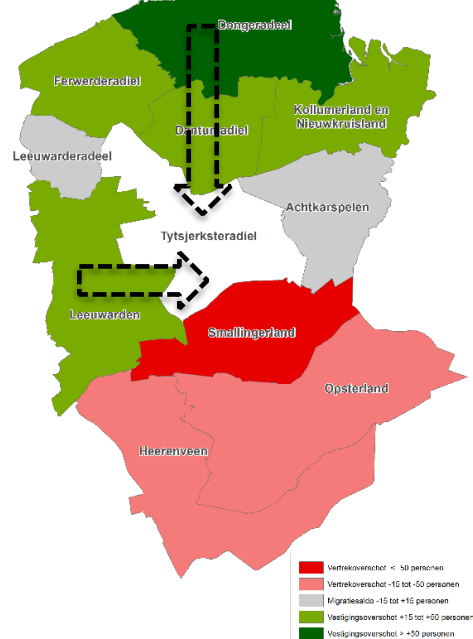 Dongeradeel
Ferwerderadiel
Kollumerland en
Nieuwkruisland
Dantumadiel
Leeuwarderadeel
Achtkarspelen
Tytsjerksteradiel
Leeuwarden
Smallingerland
Opsterland
Heerenveen
Vertrekoverschot < -50 personen
Vertrekoverschot -15 tot -50 personen
Migratiesaldo -15 tot +15 personen
Vestigingsoverschot +15 tot +50 personen
Vestigingsoverschot > +50 personen